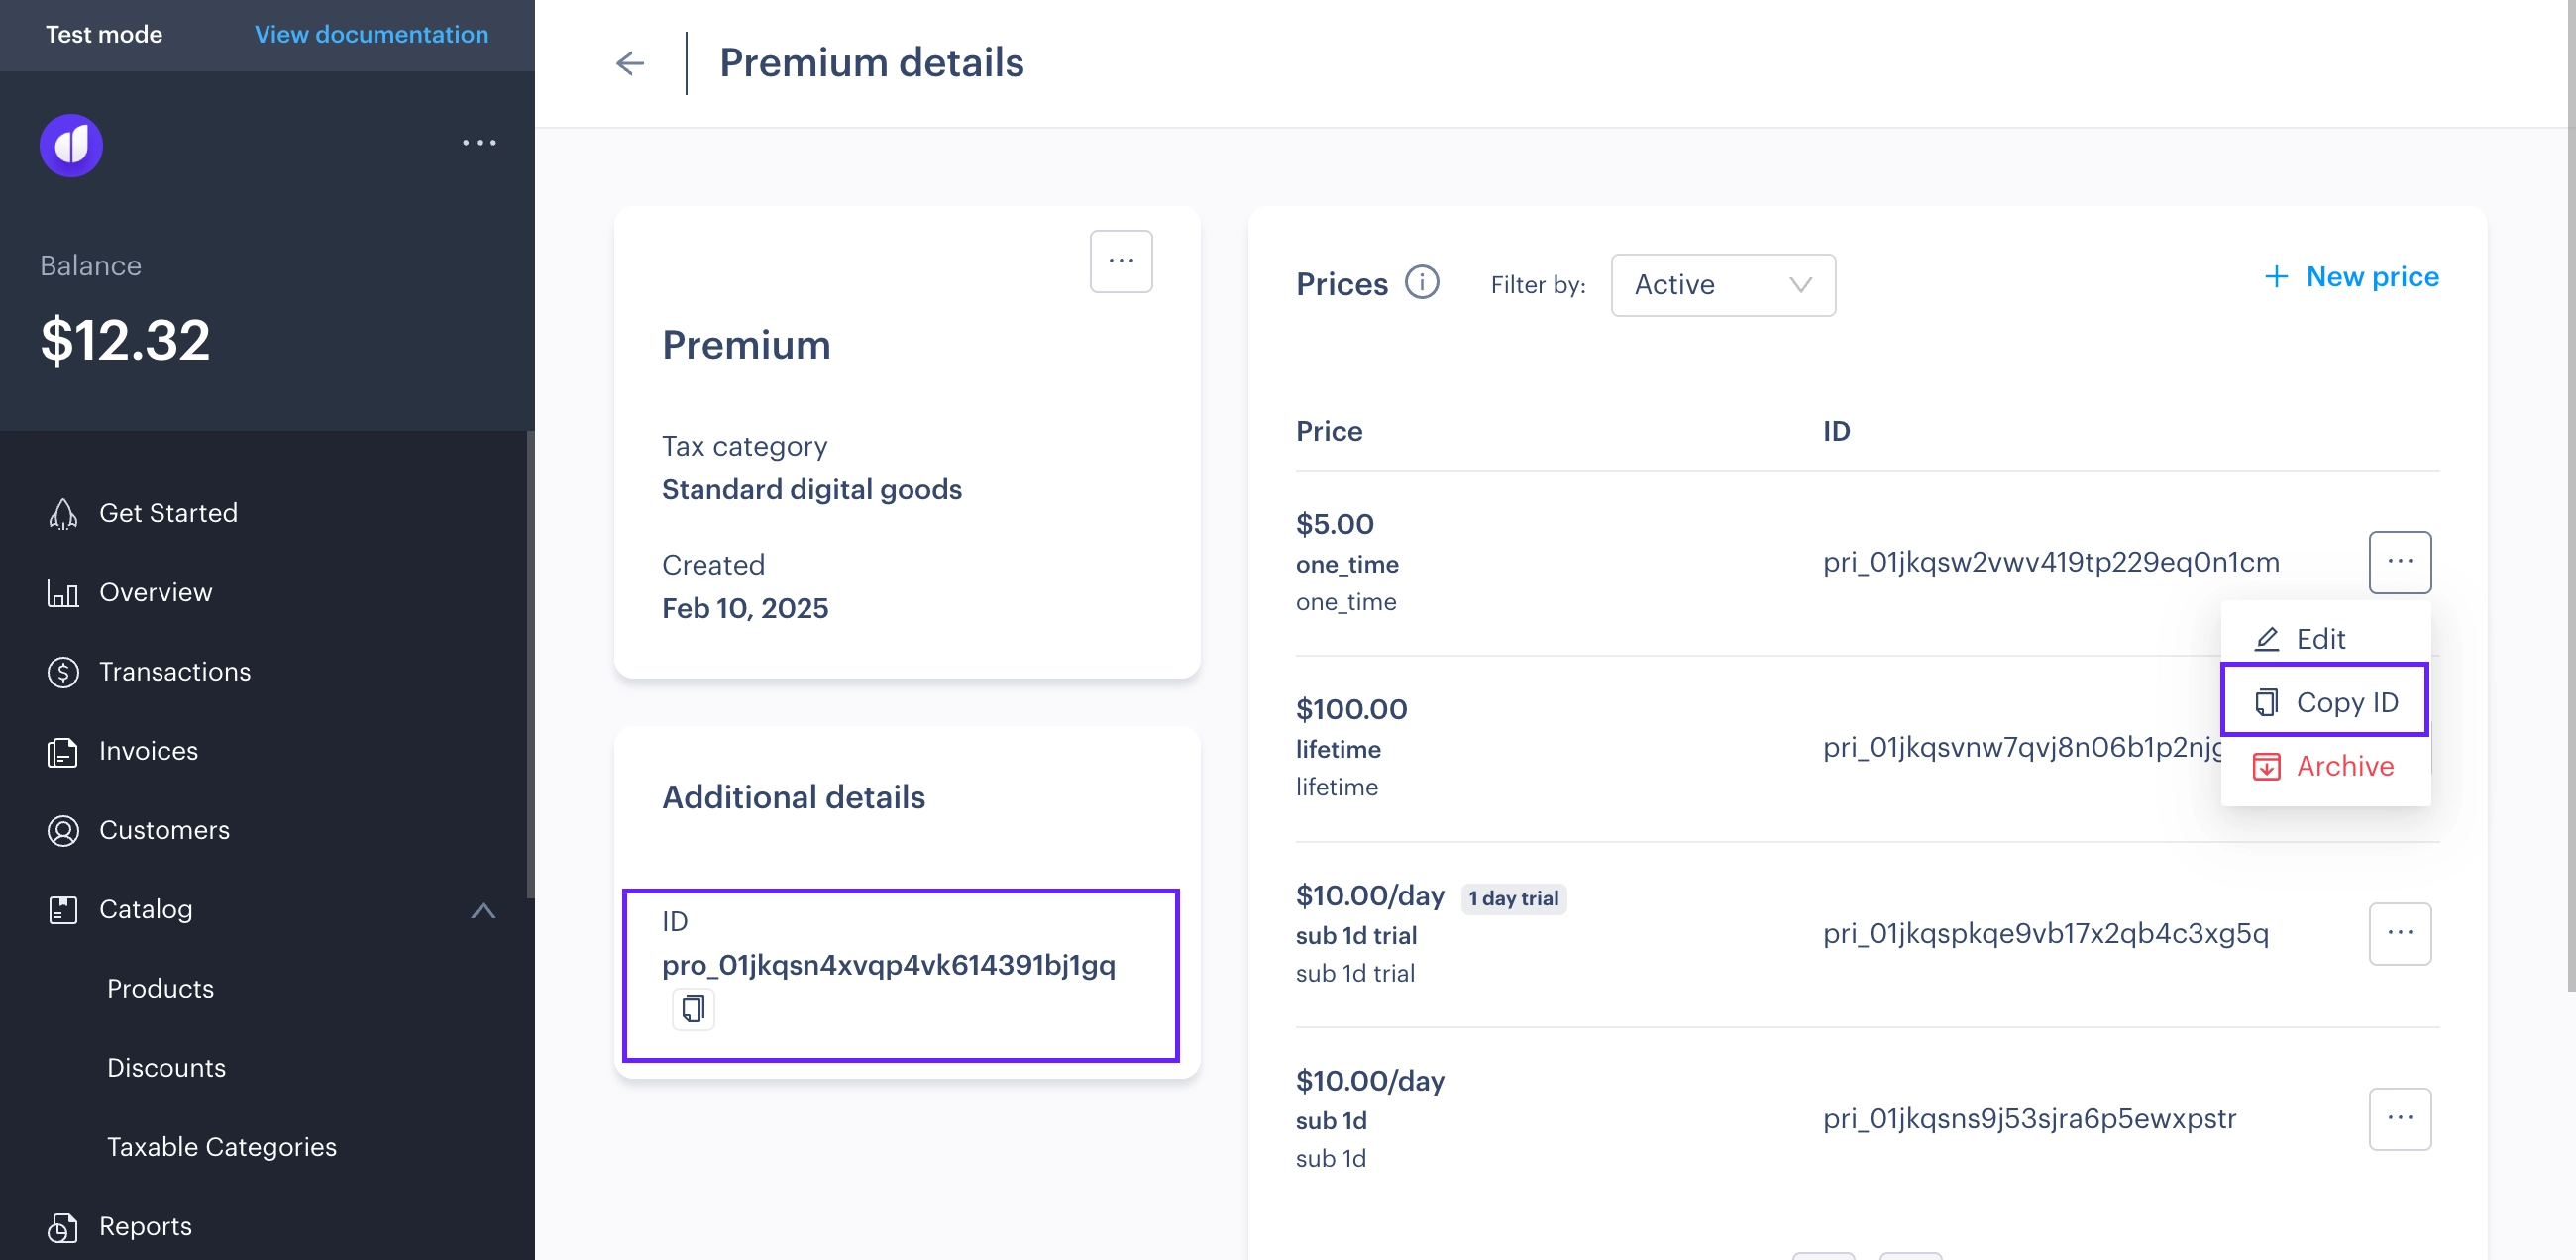 Test mode
View documentation
Balance
$12.32
Get Started
Overview
Transactions
Invoices
Customers
Catalog
Products
Discounts
Taxable Categories
Reports
Premium details
Premium
Tax category
Standard digital goods
Created
Feb 10, 2025
Additional details
ID
pro_01jkqsn4xvqp4vk614391bj1gq
Prices
Filter by:
Active
New price
Price
ID
$5.00
one_time
one_time
pri_01jkqsw2vwv419tp229eq0n1cm
Edit
Copy ID
Archive
$100.00
lifetime
lifetime
$10.00/day
1 day trial
sub 1d trial
sub 1d trial
pri_01jkqspkqe9vb17x2qb4c3xg5q
$10.00/day
sub 1d
sub 1d
pri_01jkqsns9j53sjra6p5ewxpstr